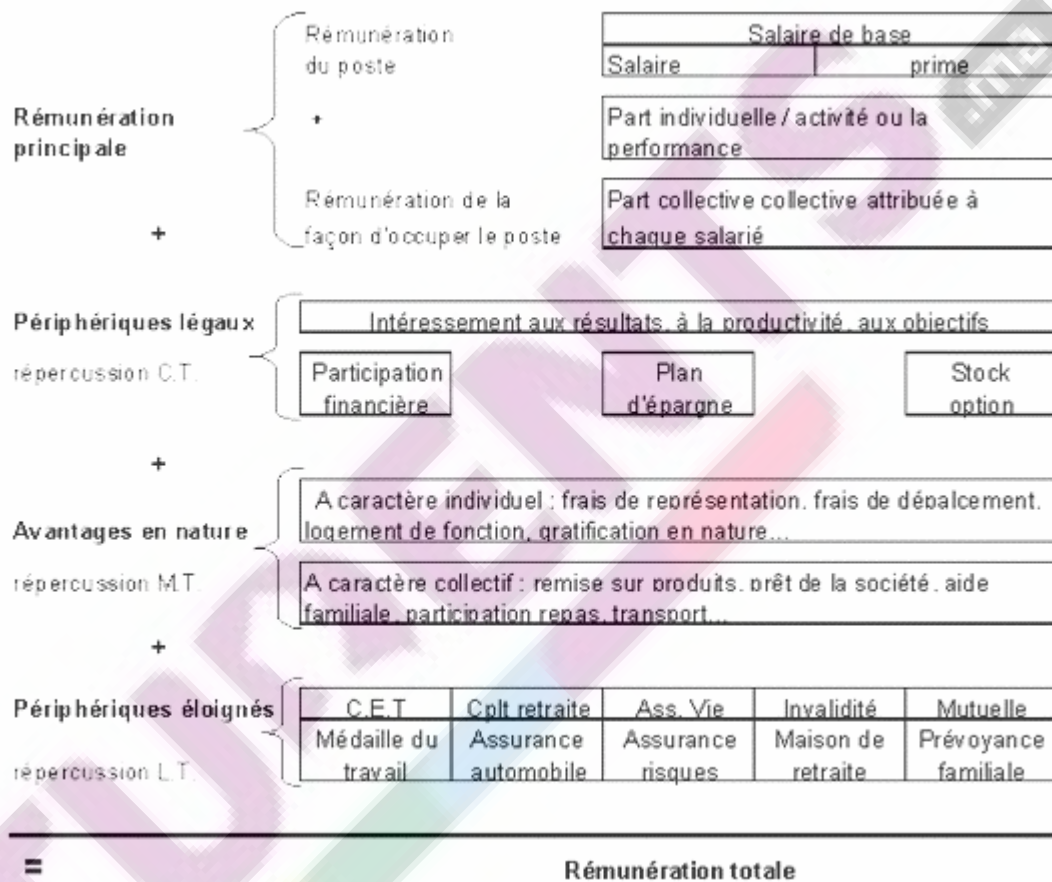 Rémunération
du poste
Salaire de base
Salaire
prime
Rémunération
principale
+
Part individuelle / activité ou la
performance
Rémunération de la
façon d'occuper le poste
Part collective collective attribuée à
chaque salarié
+
Périphériques légaux
répercussion C.T.
Intéressement aux résultats, à la productivité, aux objectifs
Participation
financière
Plan
d'épargne
Stock
option
+
Avantages en nature
répercussion M.T.
A caractère individuel : frais de représentation, frais de dépalcement,
logement de fonction, gratification en nature...
A caractère collectif : remise sur produits, prêt de la société, aide
familiale, participation repas, transport...
+
Périphériques éloignés
répercussion L.T.
C.E.T
Cplt retraite
Ass. Vie
Invalidité
Mutuelle
Médaille du
travail
Assurance
automobile
Assurance
risques
Maison de
retraite
Prévoyance
familiale
=
Rémunération totale